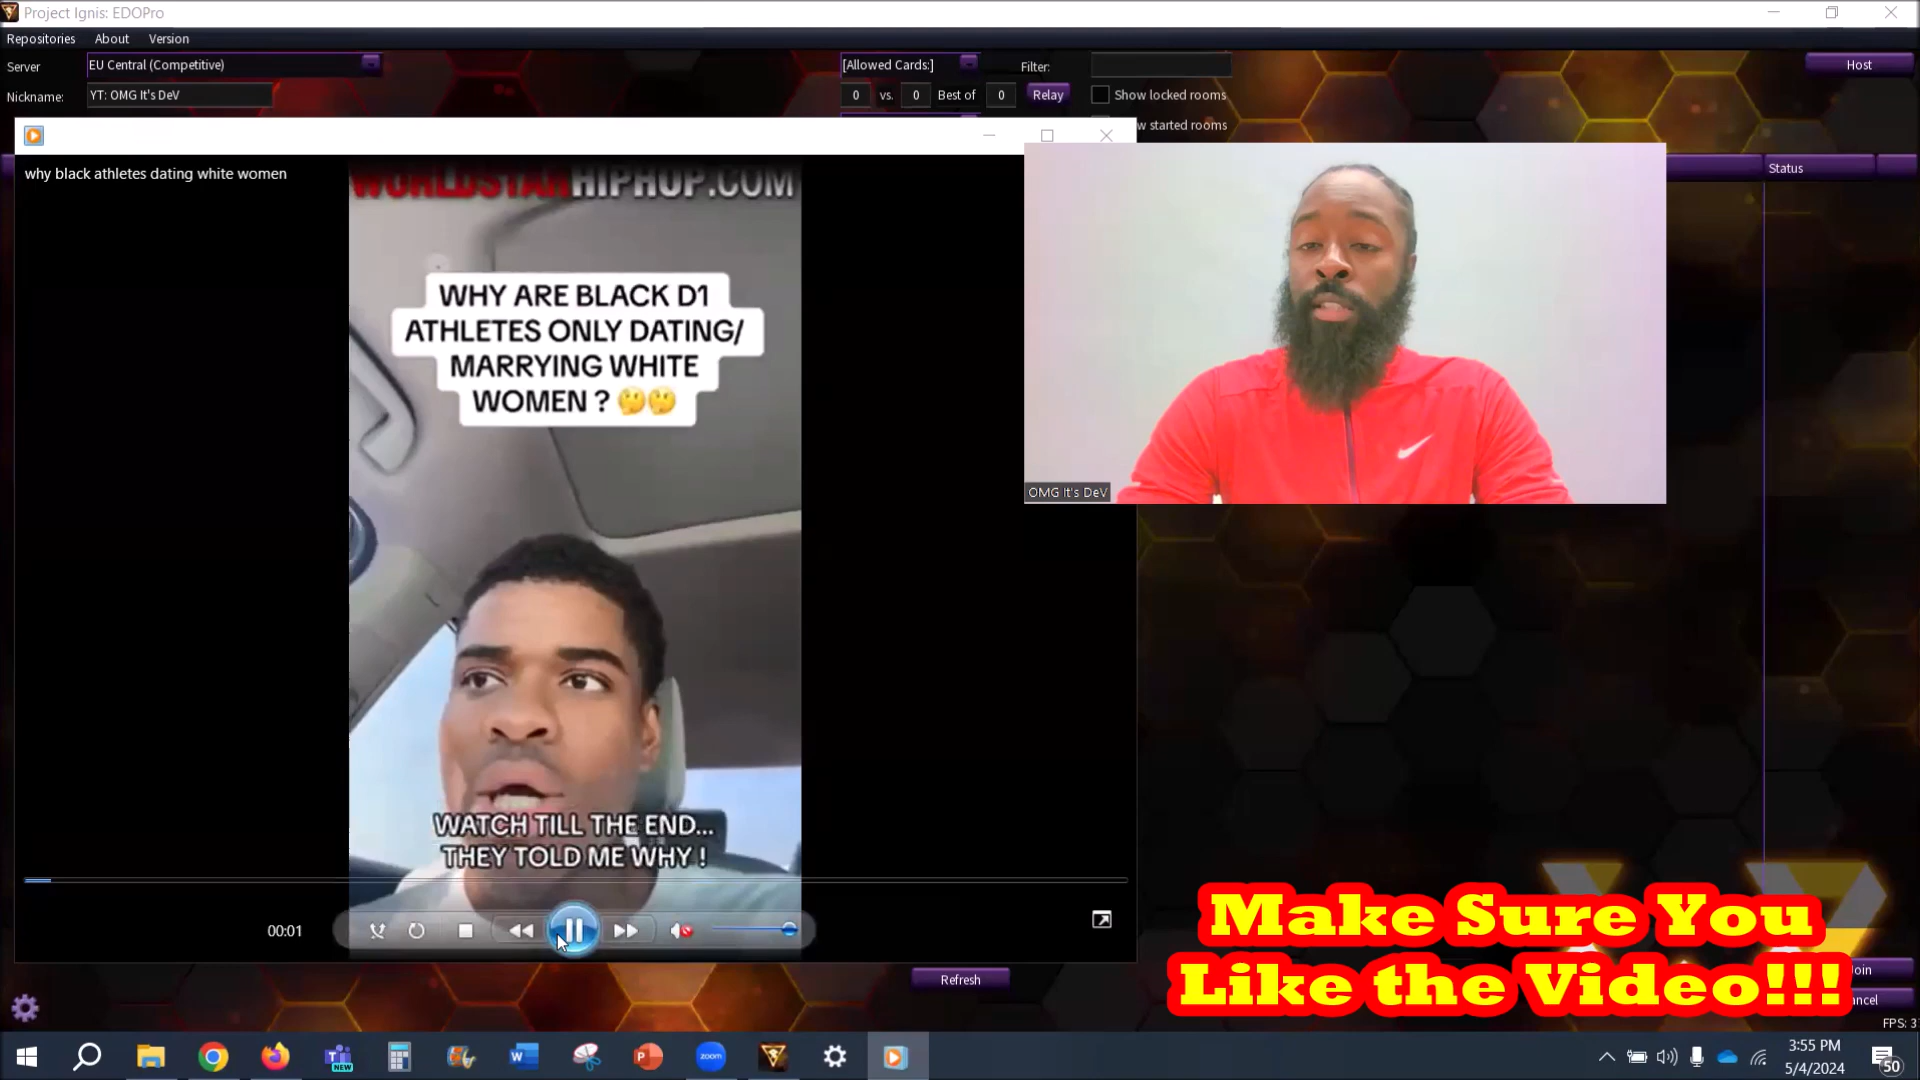 Project Ignis: EDOPro
Repositories About Version
Server EU Central (Competitive) [Allowed Cards:] Filter: Host
Nickname: YT: OMG It's DeV 0 vs. 0 Best of 0 Relay Show locked rooms
started rooms
why black athletes dating white women
Status
WORLDSTARHIPHOP.COM
WHY ARE BLACK D1
ATHLETES ONLY DATING/
MARRYING WHITE
WOMEN ? 🤔🤔
OMG It's DeV
WATCH TILL THE END...
THEY TOLD ME WHY !
00:01
Make Sure You
Like the Video!!!
Refresh
FPS: 3
NEW
zoom
3:55 PM
5/4/2024
50